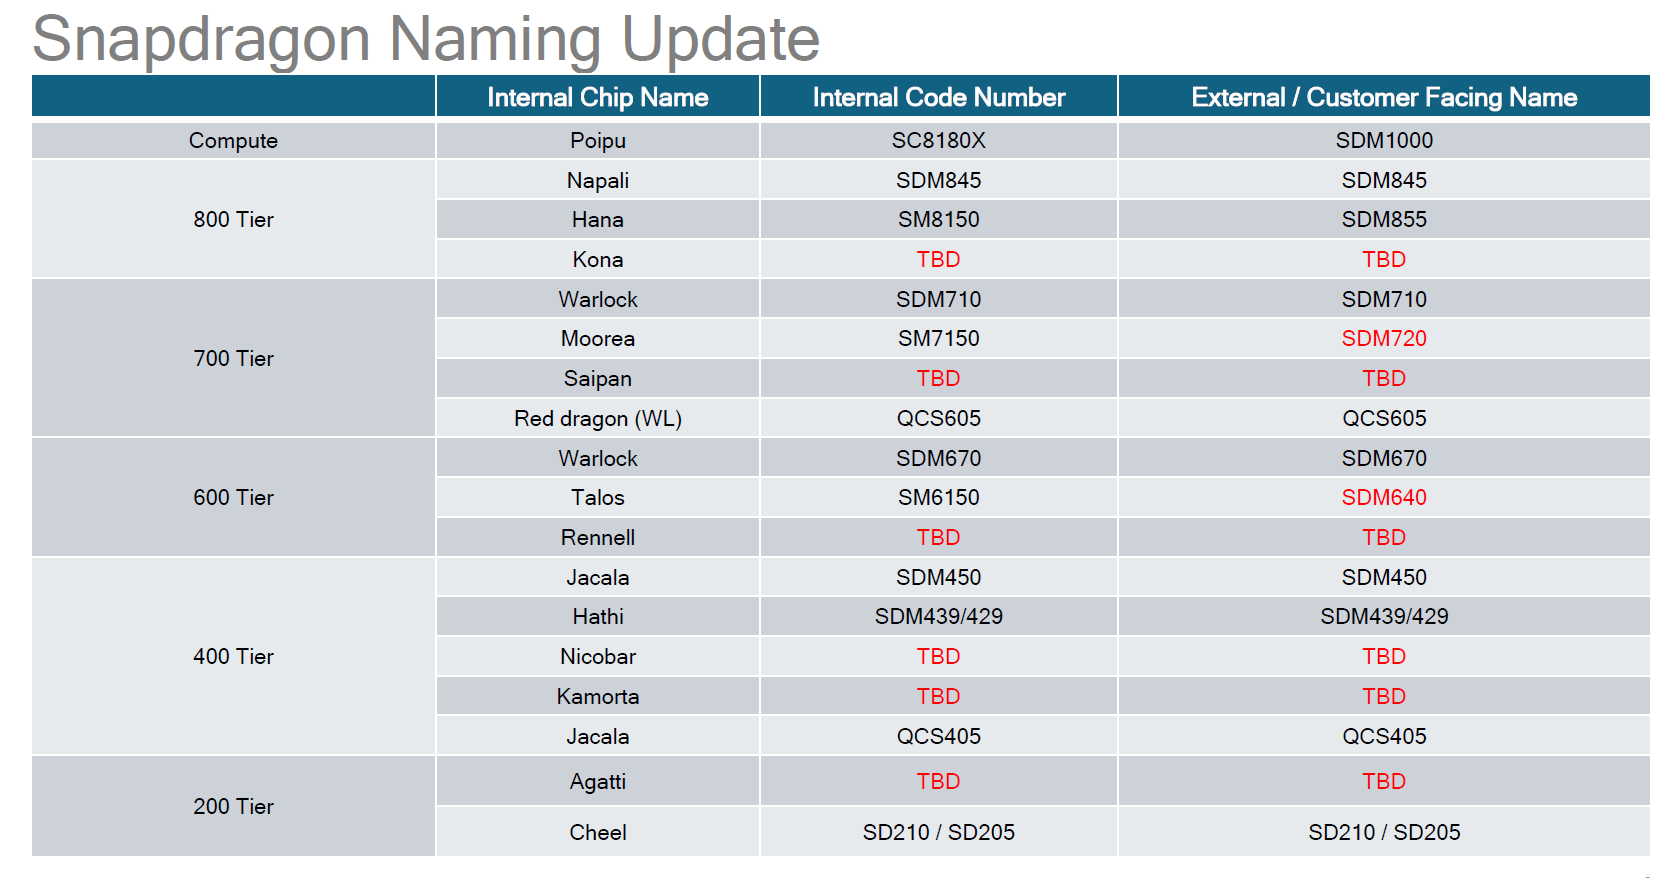 Snapdragon Naming Update
Internal Chip Name Internal Code Number External / Customer Facing Name
Compute Poipu SC8180X SDM1000
800 Tier Napali SDM845 SDM845
Hana SM8150 SDM855
Kona TBD TBD
700 Tier Warlock SDM710 SDM710
Moorea SM7150 SDM720
Saipan TBD TBD
Red dragon (WL) QCS605 QCS605
600 Tier Warlock SDM670 SDM670
Talos SM6150 SDM640
Rennell TBD TBD
400 Tier Jacala SDM450 SDM450
Hathi SDM439/429 SDM439/429
Nicobar TBD TBD
Kamorta TBD TBD
Jacala QCS405 QCS405
200 Tier Agatti TBD TBD
Cheel SD210 / SD205 SD210 / SD205